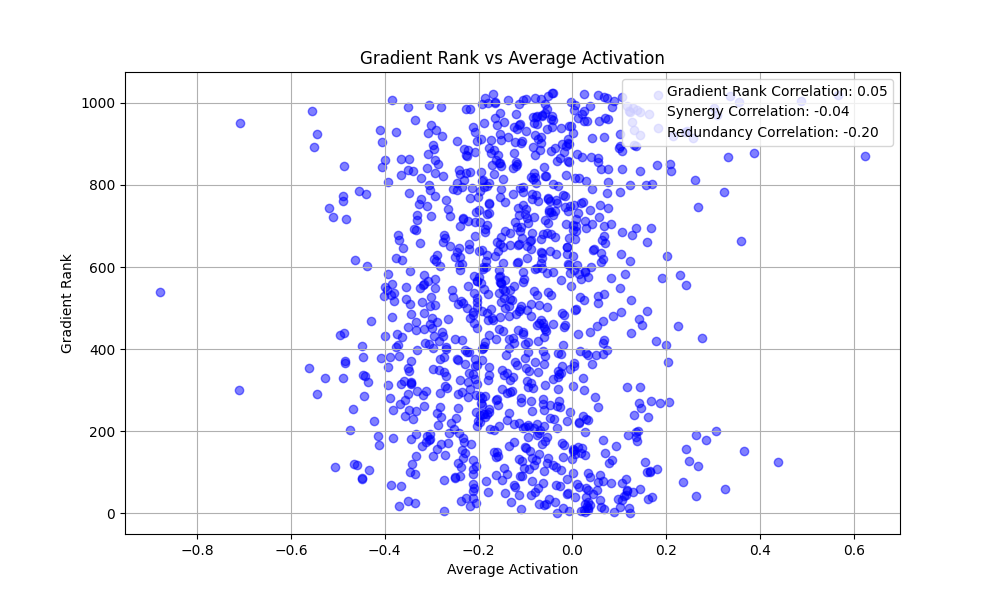 Gradient Rank vs Average Activation
Gradient Rank Correlation: 0.05
Synergy Correlation: -0.04
Redundancy Correlation: -0.20
Gradient Rank
1000
800
600
400
200
0
−0.8
−0.6
−0.4
−0.2
0.0
0.2
0.4
0.6
Average Activation